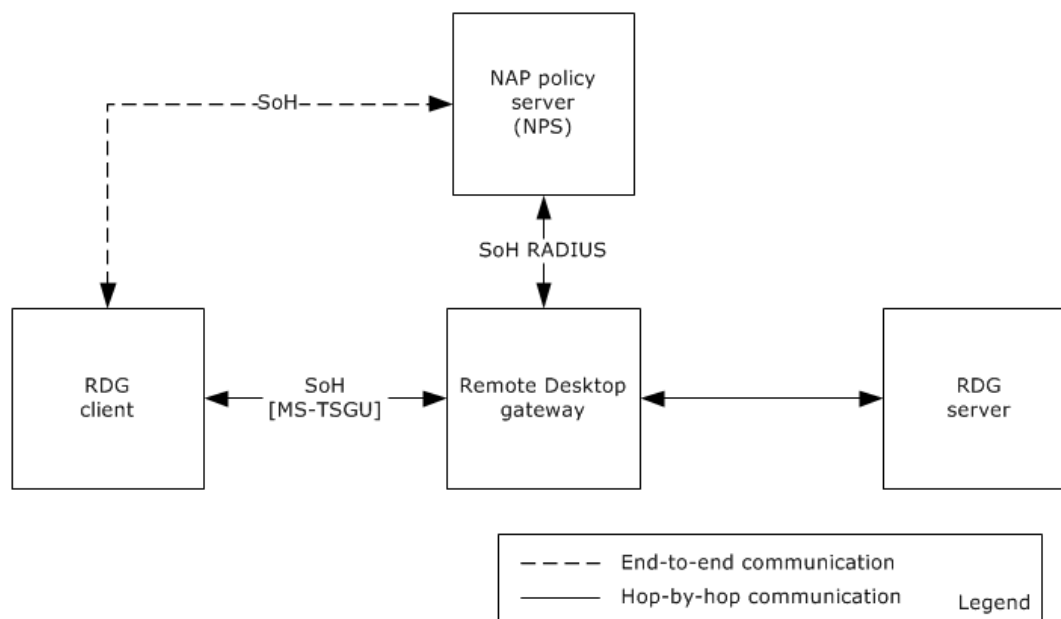 NAP policy
server
(NPS)
SoH
SoH RADIUS
RDG
client
SoH
[MS-TSGU]
Remote Desktop
gateway
RDG
server
End-to-end communication
Hop-by-hop communication
Legend